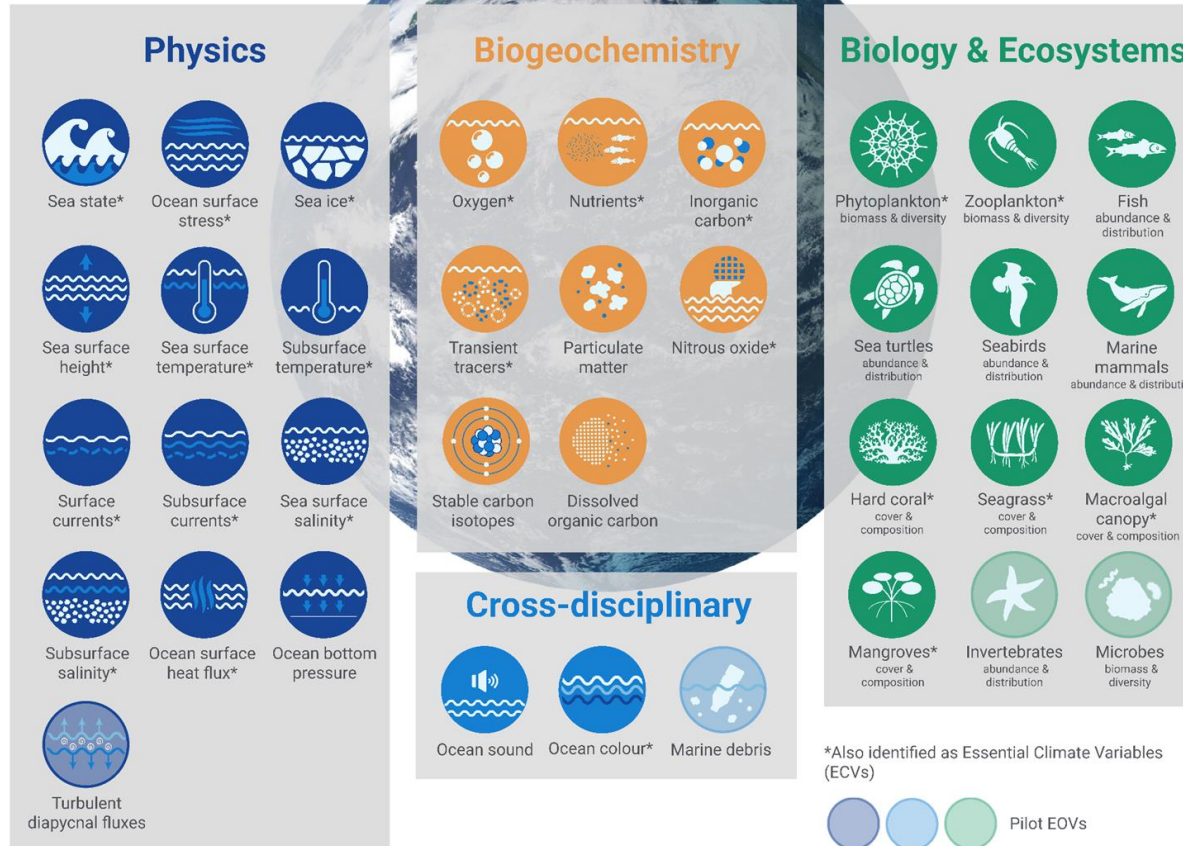 Physics
Sea state*
Ocean surface
stress*
Sea ice*
Sea surface
height*
Sea surface
temperature*
Subsurface
temperature*
Surface
currents*
Subsurface
currents*
Sea surface
salinity*
Subsurface
salinity*
Ocean surface
heat flux*
Ocean bottom
pressure
Turbulent
diapycnal fluxes
Biogeochemistry
Oxygen*
Nutrients*
Inorganic
carbon*
Transient
tracers*
Particulate
matter
Nitrous oxide*
Stable carbon
isotopes
Dissolved
organic carbon
Cross-disciplinary
Ocean sound
Ocean colour*
Marine debris
Biology & Ecosystems
Phytoplankton*
biomass & diversity
Zooplankton*
biomass & diversity
Fish
abundance &
distribution
Sea turtles
abundance &
distribution
Seabirds
abundance &
distribution
Marine
mammals
abundance & distributi
Hard coral*
cover &
composition
Seagrass*
cover &
composition
Macroalgal
canopy*
cover & composition
Mangroves*
cover &
composition
Invertebrates
abundance &
distribution
Microbes
biomass &
diversity
*Also identified as Essential Climate Variables
(ECVs)
Pilot EOVs